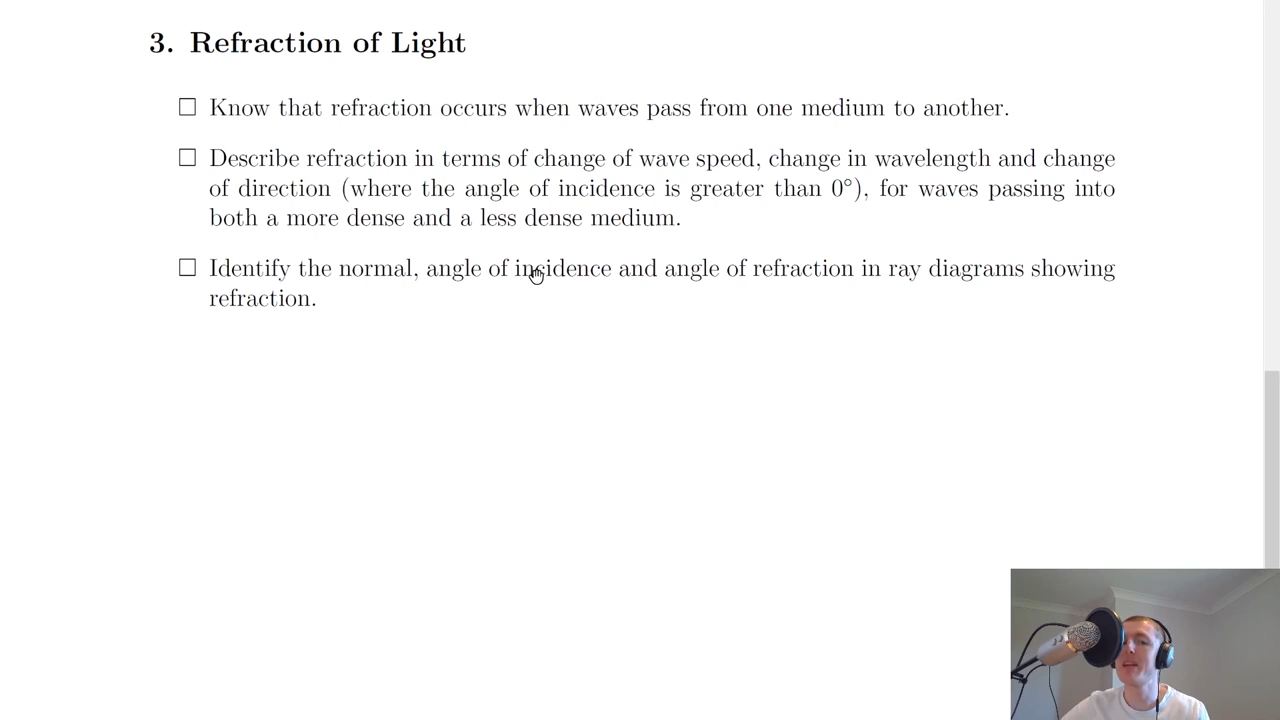 3. Refraction of Light
☐ Know that refraction occurs when waves pass from one medium to another.
☐ Describe refraction in terms of change of wave speed, change in wavelength and change
of direction (where the angle of incidence is greater than 0°), for waves passing into
both a more dense and a less dense medium.
☐ Identify the normal, angle of incidence and angle of refraction in ray diagrams showing
refraction.